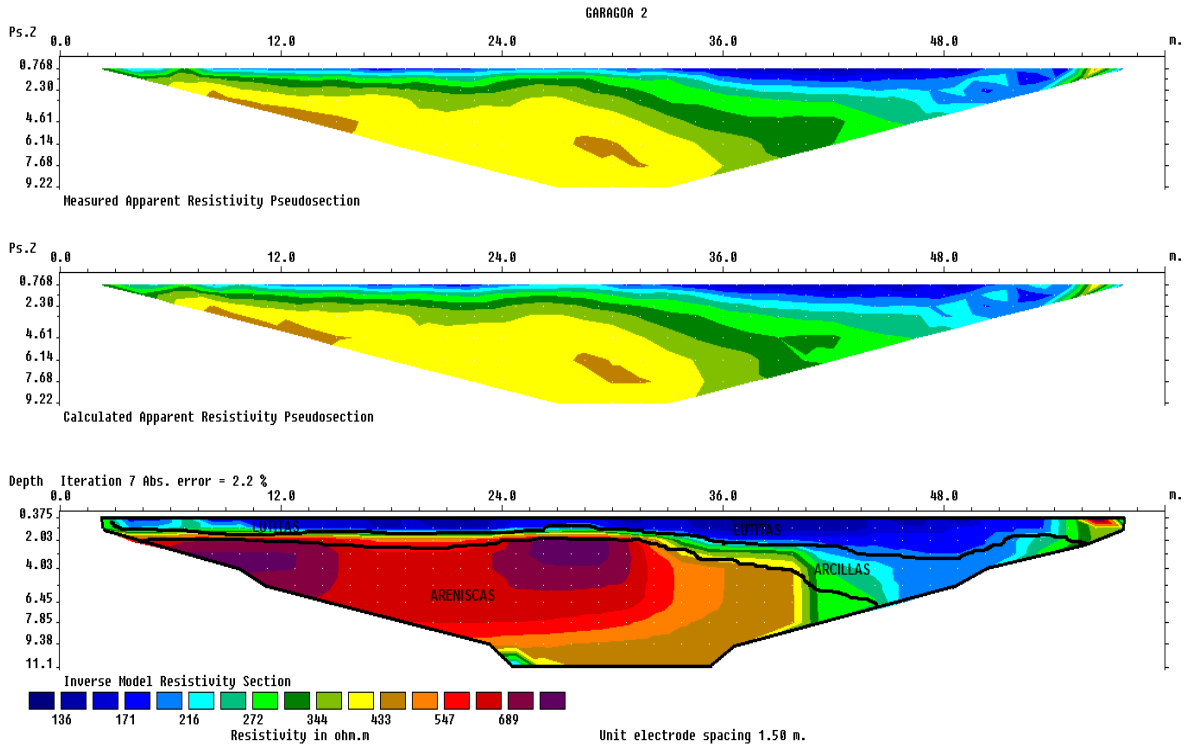 GARAGOA 2
Ps.Z 0.0 12.0 24.0 36.0 48.0 m.
0.768
2.30
4.61
6.14
7.68
9.22
Measured Apparent Resistivity Pseudosection
Ps.Z 0.0 12.0 24.0 36.0 48.0 m.
0.768
2.30
4.61
6.14
7.68
9.22
Calculated Apparent Resistivity Pseudosection
Depth Iteration 7 Abs. error = 2.2 %
0.0 12.0 24.0 36.0 48.0 m.
0.375
LUTITAS LUTITAS
2.03
4.03 ARCILLAS
6.45 ARENISCAS
7.85
9.38
11.1
Inverse Model Resistivity Section
136 171 216 272 344 433 547 689
Resistivity in ohm.m Unit electrode spacing 1.50 m.